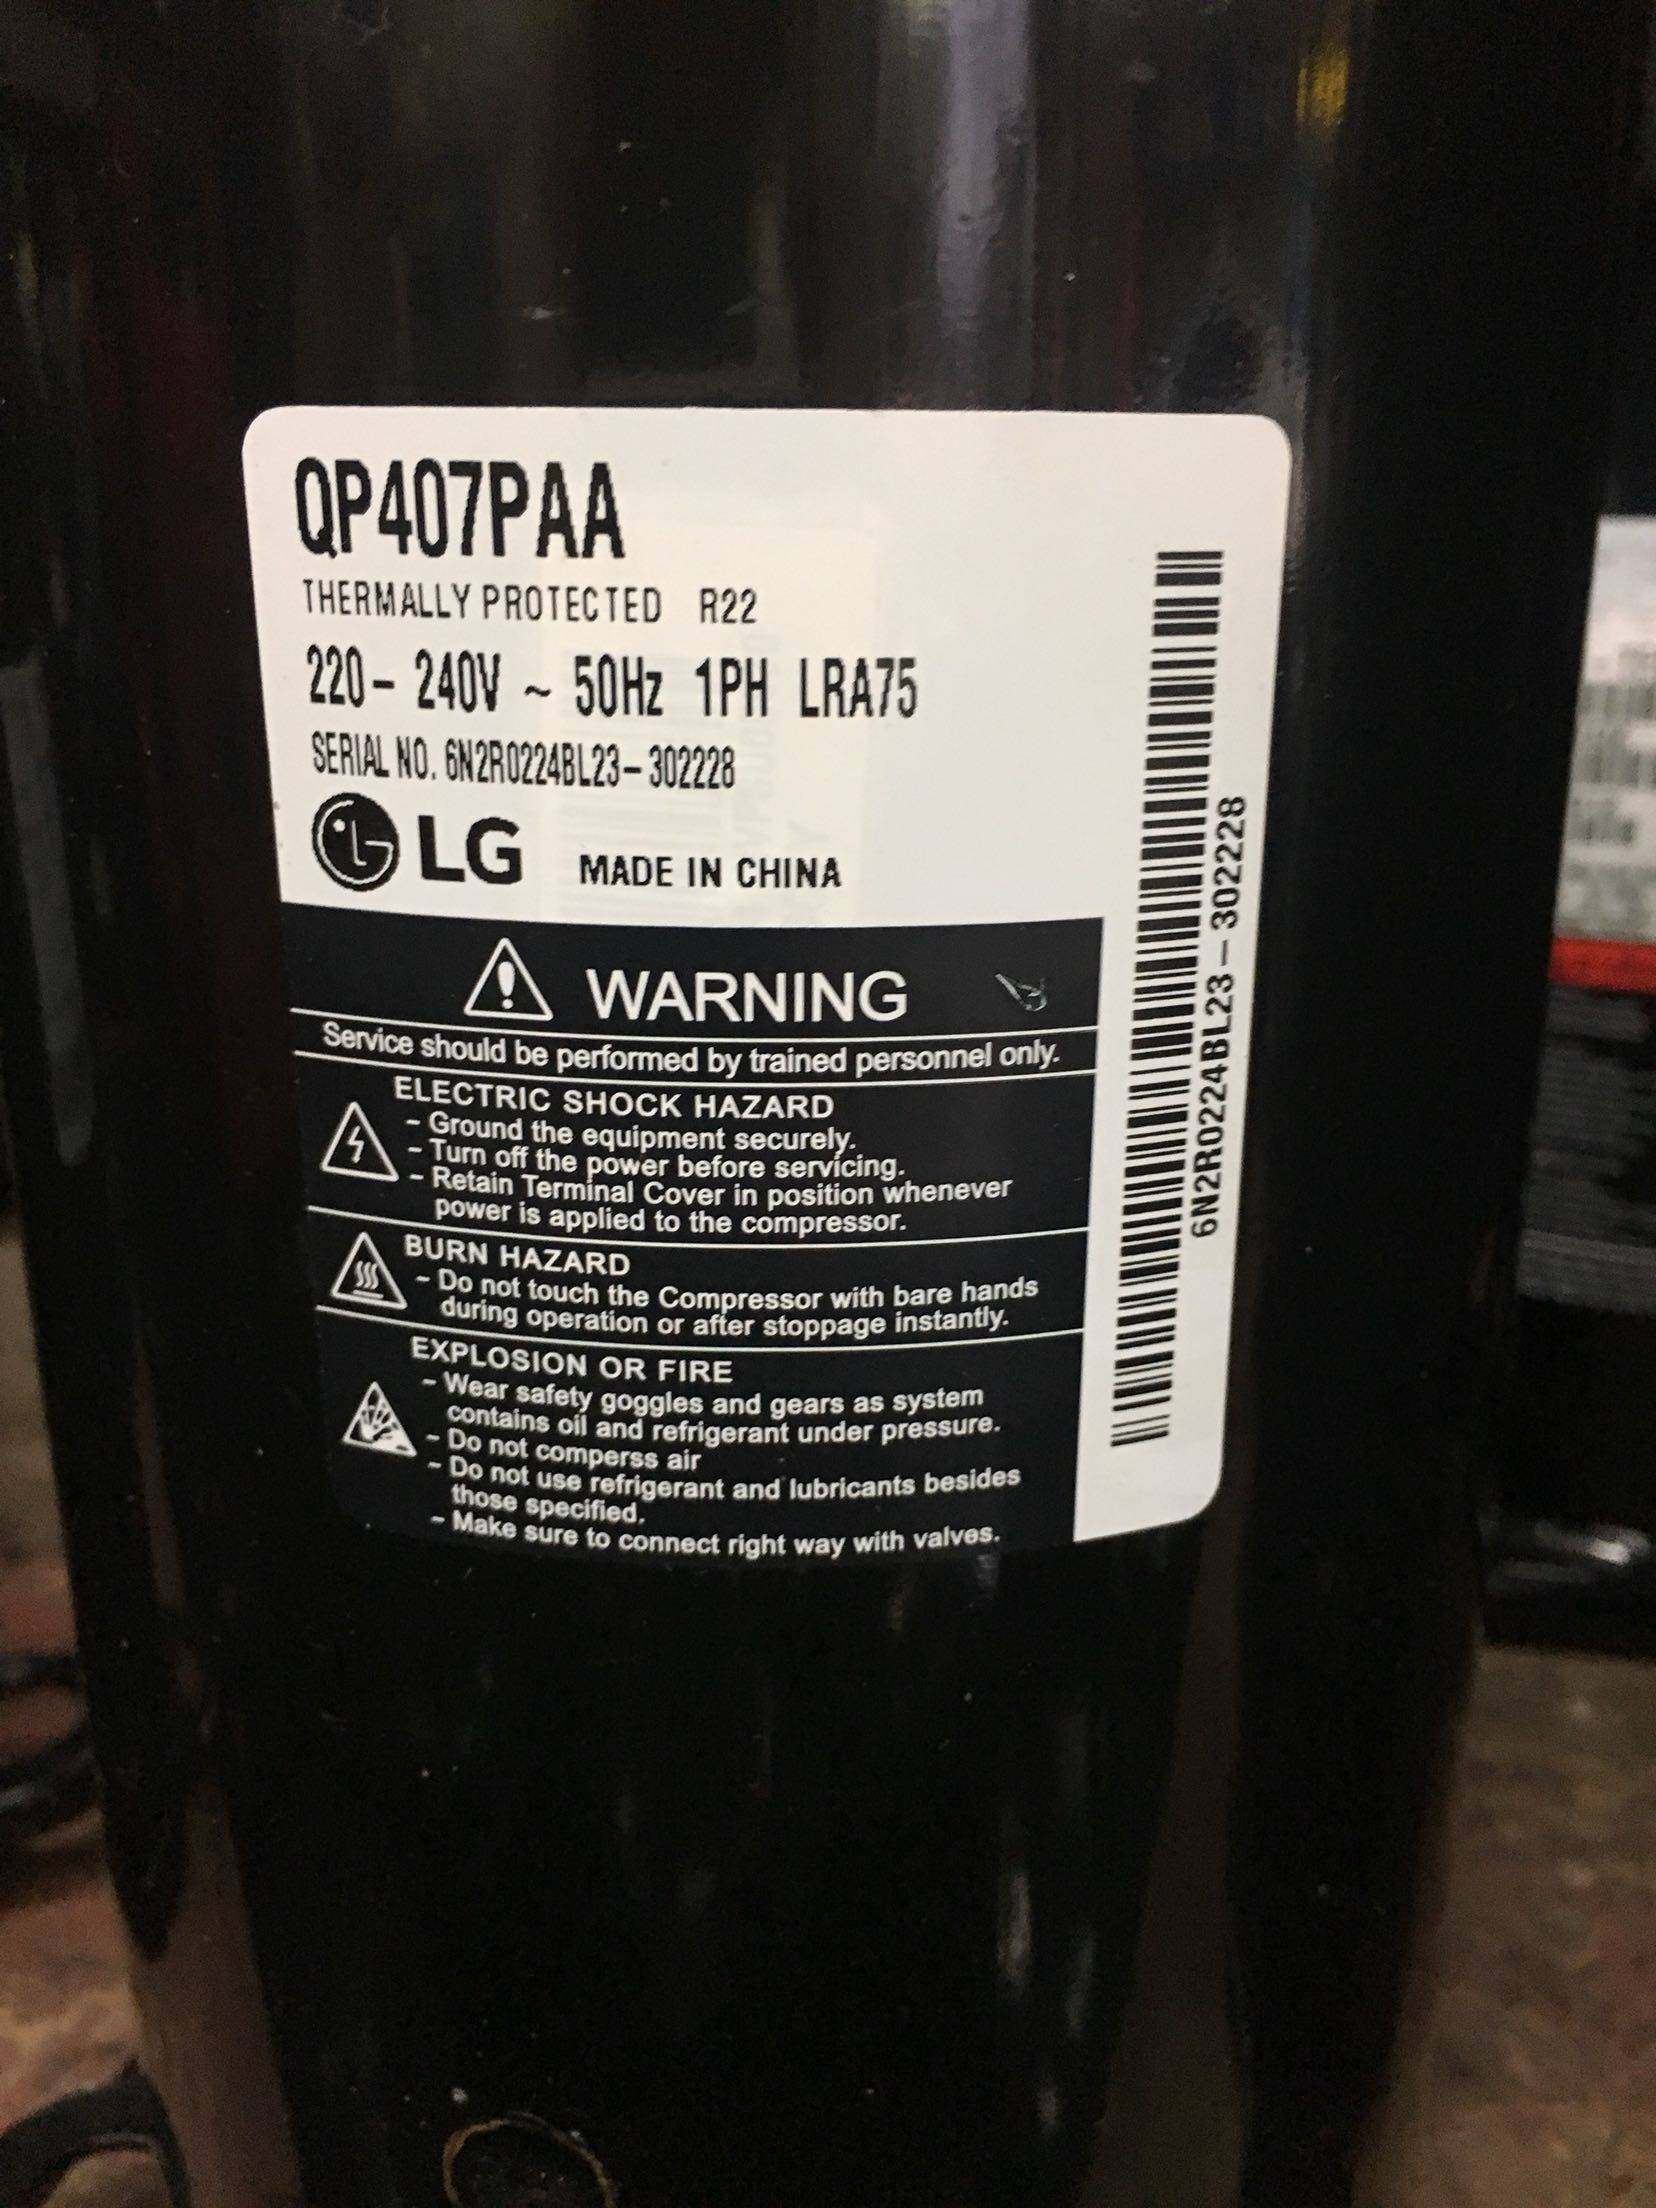 QP407PAA
THERMALLY PROTECTED R22
220- 240V ~ 50Hz 1PH LRA75
SERIAL NO. 6N2R0224BL23-302228
LG MADE IN CHINA
WARNING
Service should be performed by trained personnel only.
ELECTRIC SHOCK HAZARD
- Ground the equipment securely.
- Turn off the power before servicing.
- Retain Terminal Cover in position whenever
power is applied to the compressor.
BURN HAZARD
- Do not touch the Compressor with bare hands
during operation or after stoppage instantly.
EXPLOSION OR FIRE
- Wear safety goggles and gears as system
contains oil and refrigerant under pressure.
- Do not comperss air
- Do not use refrigerant and lubricants besides
those specified.
- Make sure to connect right way with valves.
6N2R0224BL23-302228